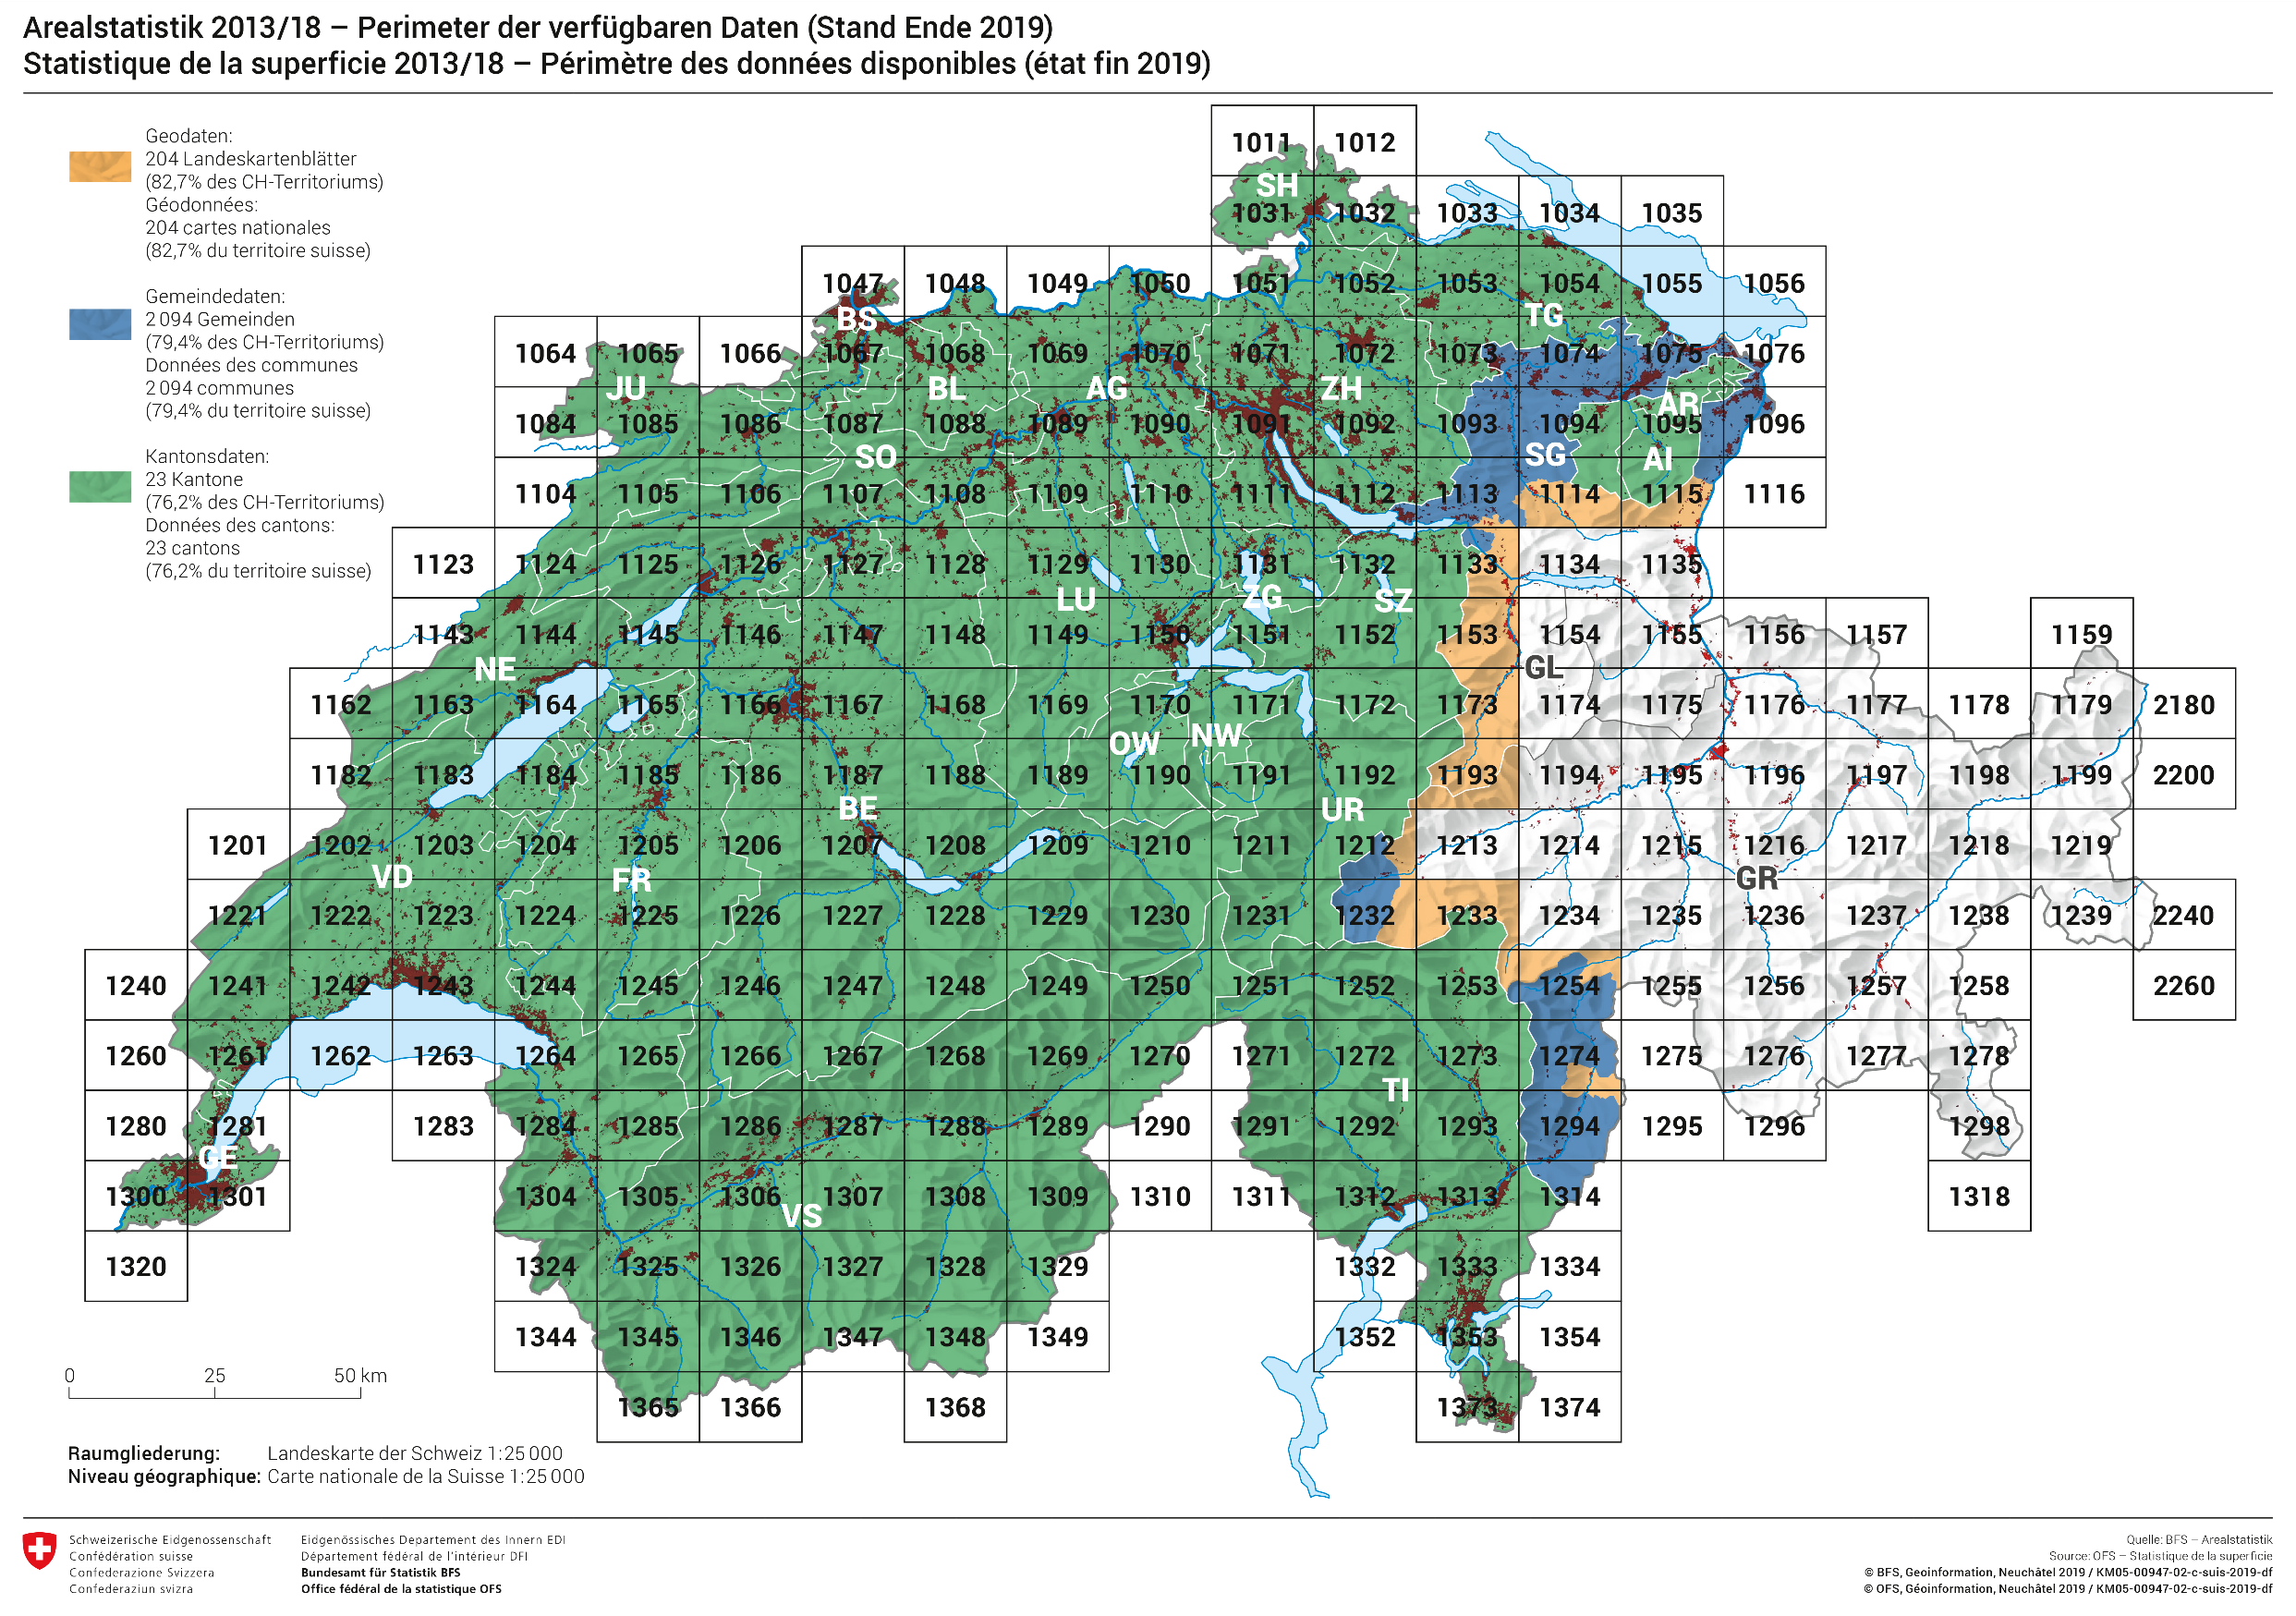 Arealstatistik 2013/18 – Perimeter der verfügbaren Daten (Stand Ende 2019)
Statistique de la superficie 2013/18 – Périmètre des données disponibles (état fin 2019)
Geodaten:
204 Landeskartenblätter
(82,7% des CH-Territoriums)
Géodonnées:
204 cartes nationales
(82,7% du territoire suisse)
Gemeindedaten:
2 094 Gemeinden
(79,4% des CH-Territoriums)
Données des communes
2 094 communes
(79,4% du territoire suisse)
Kantonsdaten:
23 Kantone
(76,2% des CH-Territoriums)
Données des cantons:
23 cantons
(76,2% du territoire suisse)
1011 1012
SH
1031 1032 1033 1034 1035
1047 1048 1049 1050 1051 1052 1053 1054 1055 1056
BS TG
1064 1065 1066 1067 1068 1069 1070 1071 1072 1073 1074 1075 1076
JU BL AG ZH AR
1084 1085 1086 1087 1088 1089 1090 1091 1092 1093 1094 1095 1096
SO SG AI
1104 1105 1106 1107 1108 1109 1110 1111 1112 1113 1114 1115 1116
1123 1124 1125 1126 1127 1128 1129 1130 1131 1132 1133 1134 1135
LU ZG SZ
1143 1144 1145 1146 1147 1148 1149 1150 1151 1152 1153 1154 1155 1156 1157 1159
NE GL
1162 1163 1164 1165 1166 1167 1168 1169 1170 1171 1172 1173 1174 1175 1176 1177 1178 1179 2180
OW NW
1182 1183 1184 1185 1186 1187 1188 1189 1190 1191 1192 1193 1194 1195 1196 1197 1198 1199 2200
BE UR
1201 1202 1203 1204 1205 1206 1207 1208 1209 1210 1211 1212 1213 1214 1215 1216 1217 1218 1219
VD FR GR
1221 1222 1223 1224 1225 1226 1227 1228 1229 1230 1231 1232 1233 1234 1235 1236 1237 1238 1239 2240
1240 1241 1242 1243 1244 1245 1246 1247 1248 1249 1250 1251 1252 1253 1254 1255 1256 1257 1258 2260
1260 1261 1262 1263 1264 1265 1266 1267 1268 1269 1270 1271 1272 1273 1274 1275 1276 1277 1278
TI
1280 1281 1283 1284 1285 1286 1287 1288 1289 1290 1291 1292 1293 1294 1295 1296 1298
GE
1300 1301 1304 1305 1306 1307 1308 1309 1310 1311 1312 1313 1314 1318
VS
1320 1324 1325 1326 1327 1328 1329 1332 1333 1334
1344 1345 1346 1347 1348 1349 1352 1353 1354
1365 1366 1368 1373 1374
0 25 50 km
Raumgliederung: Landeskarte der Schweiz 1:25 000
Niveau géographique: Carte nationale de la Suisse 1:25 000
Schweizerische Eidgenossenschaft
Confédération suisse
Confederazione Svizzera
Confederaziun svizra
Eidgenössisches Departement des Innern EDI
Département fédéral de l'intérieur DFI
Bundesamt für Statistik BFS
Office fédéral de la statistique OFS
Quelle: BFS – Arealstatistik
Source: OFS – Statistique de la superficie
© BFS, Geoinformation, Neuchâtel 2019 / KM05-00947-02-c-suis-2019-df
© OFS, Géoinformation, Neuchâtel 2019 / KM05-00947-02-c-suis-2019-df